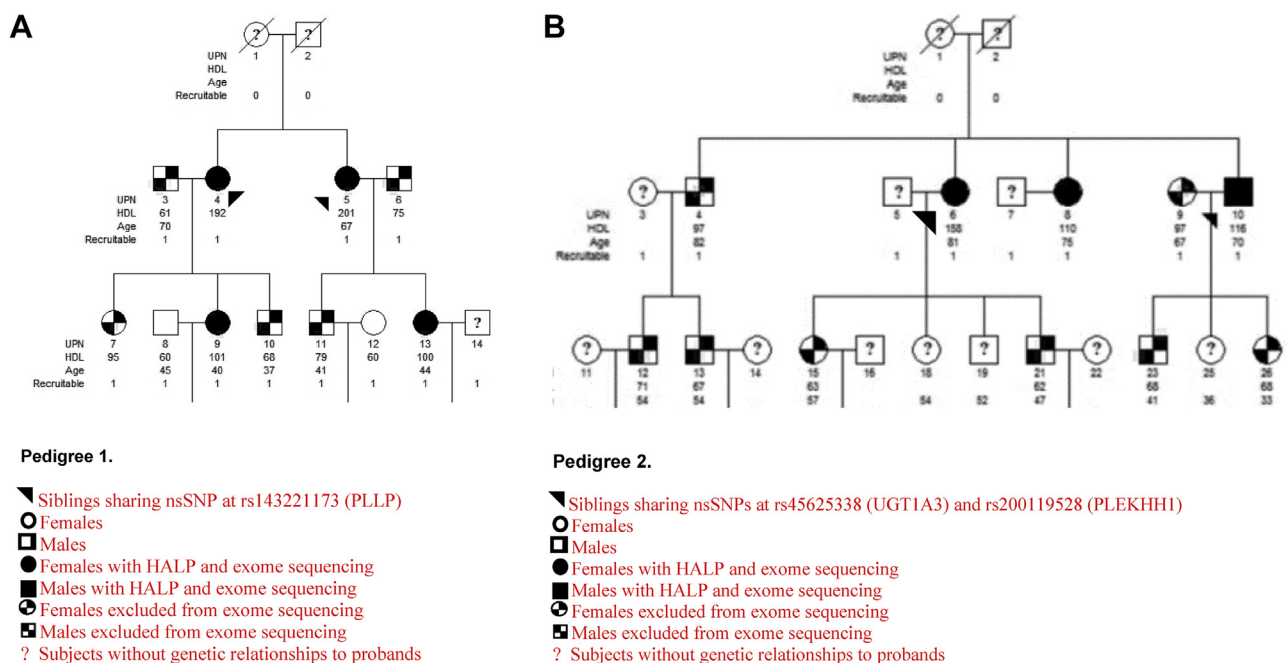 A
? ?
UPN 1 2
HDL
Age
Recruitable 0 0
UPN 3 4 5 6
HDL 61 192 201 75
Age 70 67
Recruitable 1 1 1 1
?
UPN 7 8 9 10 11 12 13 14
HDL 95 60 101 68 79 60 100
Age 45 40 37 41 44
Recruitable 1 1 1 1 1 1 1 1
Pedigree 1.
Siblings sharing nsSNP at rs143221173 (PLLP)
Females
Males
Females with HALP and exome sequencing
Males with HALP and exome sequencing
Females excluded from exome sequencing
Males excluded from exome sequencing
? Subjects without genetic relationships to probands
B
? ?
UPN 1 2
HDL
Age
Recruitable 0 0
? ? ?
UPN 3 4 5 6 7 8 9 10
HDL 97 158 110 97 116
Age 82 81 75 67 70
Recruitable 1 1 1 1 1 1 1 1
? ? ? ? ? ? ?
11 12 13 14 15 16 18 19 21 22 23 25 26
71 67 63 62 68 68
54 54 57 54 52 47 41 36 33
Pedigree 2.
Siblings sharing nsSNPs at rs45625338 (UGT1A3) and rs200119528 (PLEKHH1)
Females
Males
Females with HALP and exome sequencing
Males with HALP and exome sequencing
Females excluded from exome sequencing
Males excluded from exome sequencing
? Subjects without genetic relationships to probands